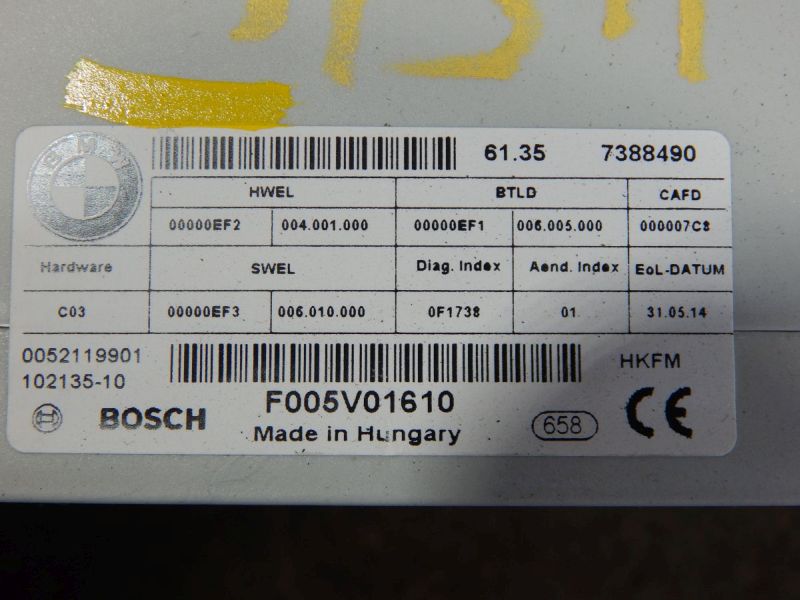 BMW
61.35 7388490
HWEL BTLD CAFD
00000EF2 004.001.000 00000EF1 006.005.000 000007C8
Hardware SWEL Diag. Index Aend. Index EoL-DATUM
C03 00000EF3 006.010.000 0F1738 01 31.05.14
0052119901
102135-10
HKFM
F005V01610
BOSCH
Made in Hungary
658
CE